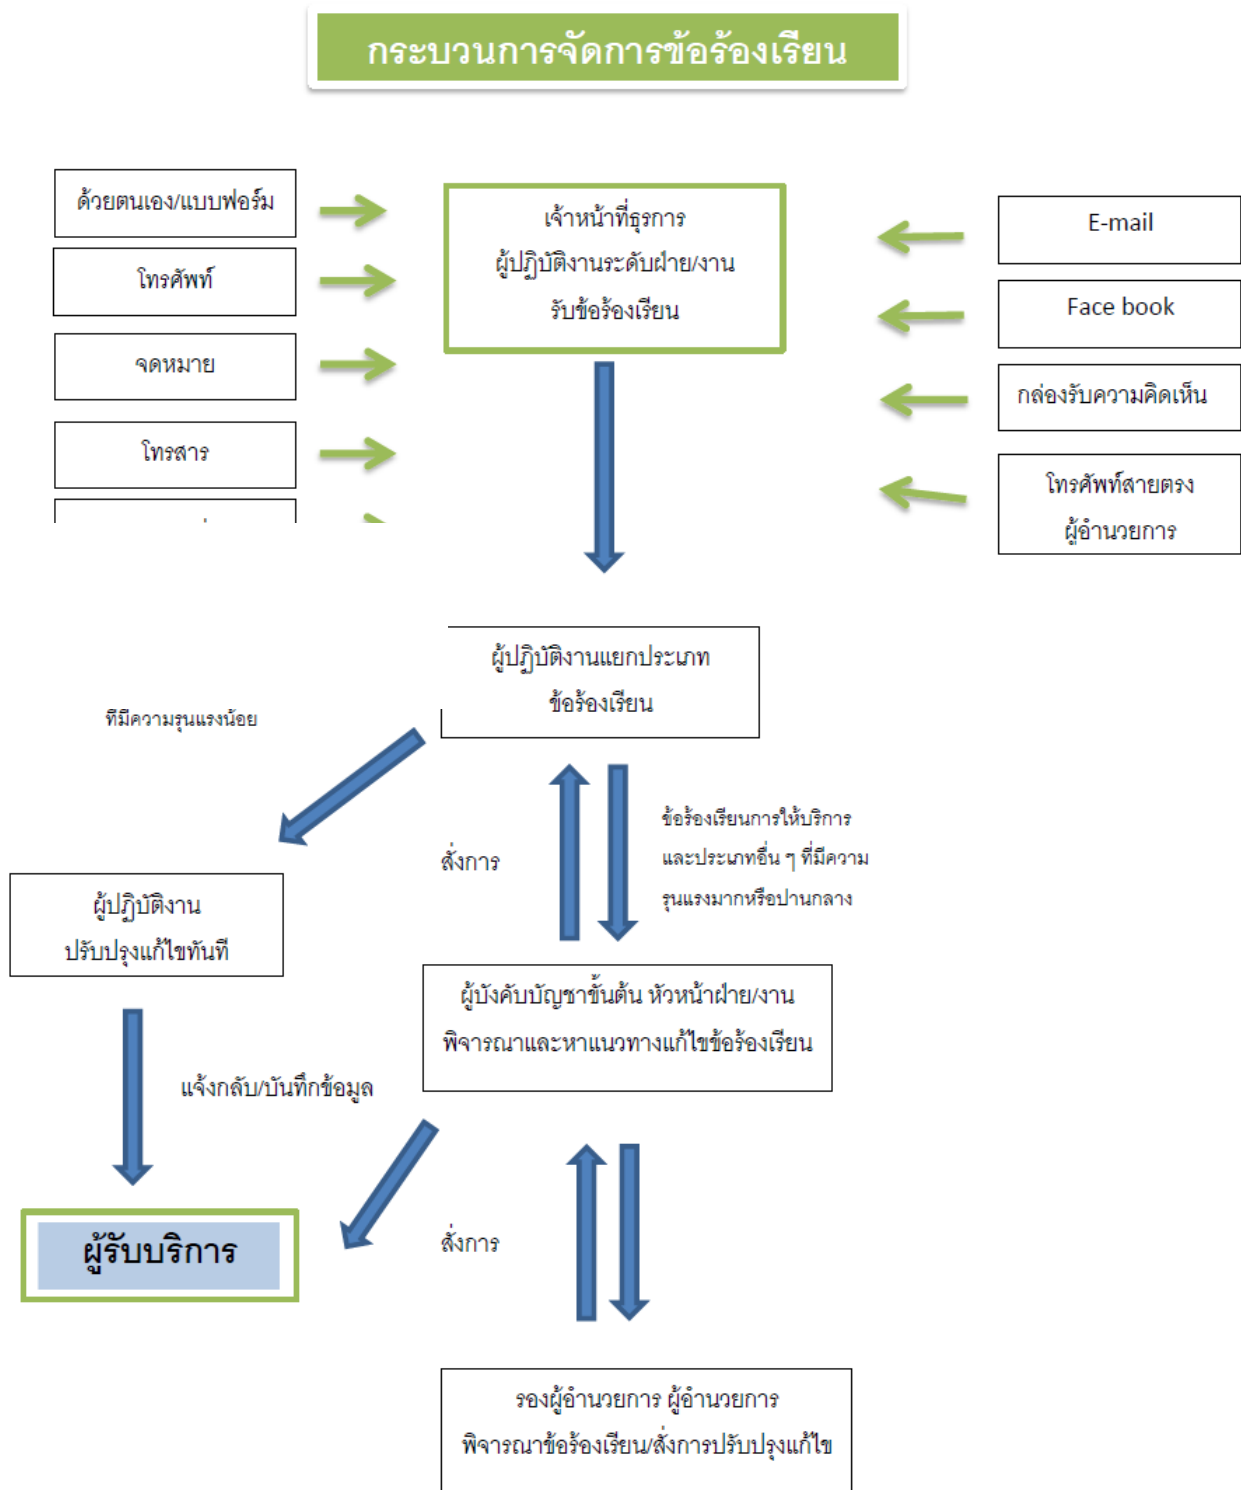 กระบวนการจัดการข้อร้องเรียน
ด้วยตนเอง/แบบฟอร์ม
โทรศัพท์
จดหมาย
โทรสาร
เจ้าหน้าที่ธุรการ
ผู้ปฏิบัติงานระดับฝ่าย/งาน
รับข้อร้องเรียน
E-mail
Face book
กล่องรับความคิดเห็น
โทรศัพท์สายตรง
ผู้อำนวยการ
ผู้ปฏิบัติงานแยกประเภท
ข้อร้องเรียน
ที่มีความรุนแรงน้อย
สั่งการ
ข้อร้องเรียนการให้บริการ
และประเภทอื่น ๆ ที่มีความ
รุนแรงมากหรือปานกลาง
ผู้ปฏิบัติงาน
ปรับปรุงแก้ไขทันที
ผู้บังคับบัญชาขั้นต้น หัวหน้าฝ่าย/งาน
พิจารณาและหาแนวทางแก้ไขข้อร้องเรียน
แจ้งกลับ/บันทึกข้อมูล
ผู้รับบริการ
สั่งการ
รองผู้อำนวยการ ผู้อำนวยการ
พิจารณาข้อร้องเรียน/สั่งการปรับปรุงแก้ไข